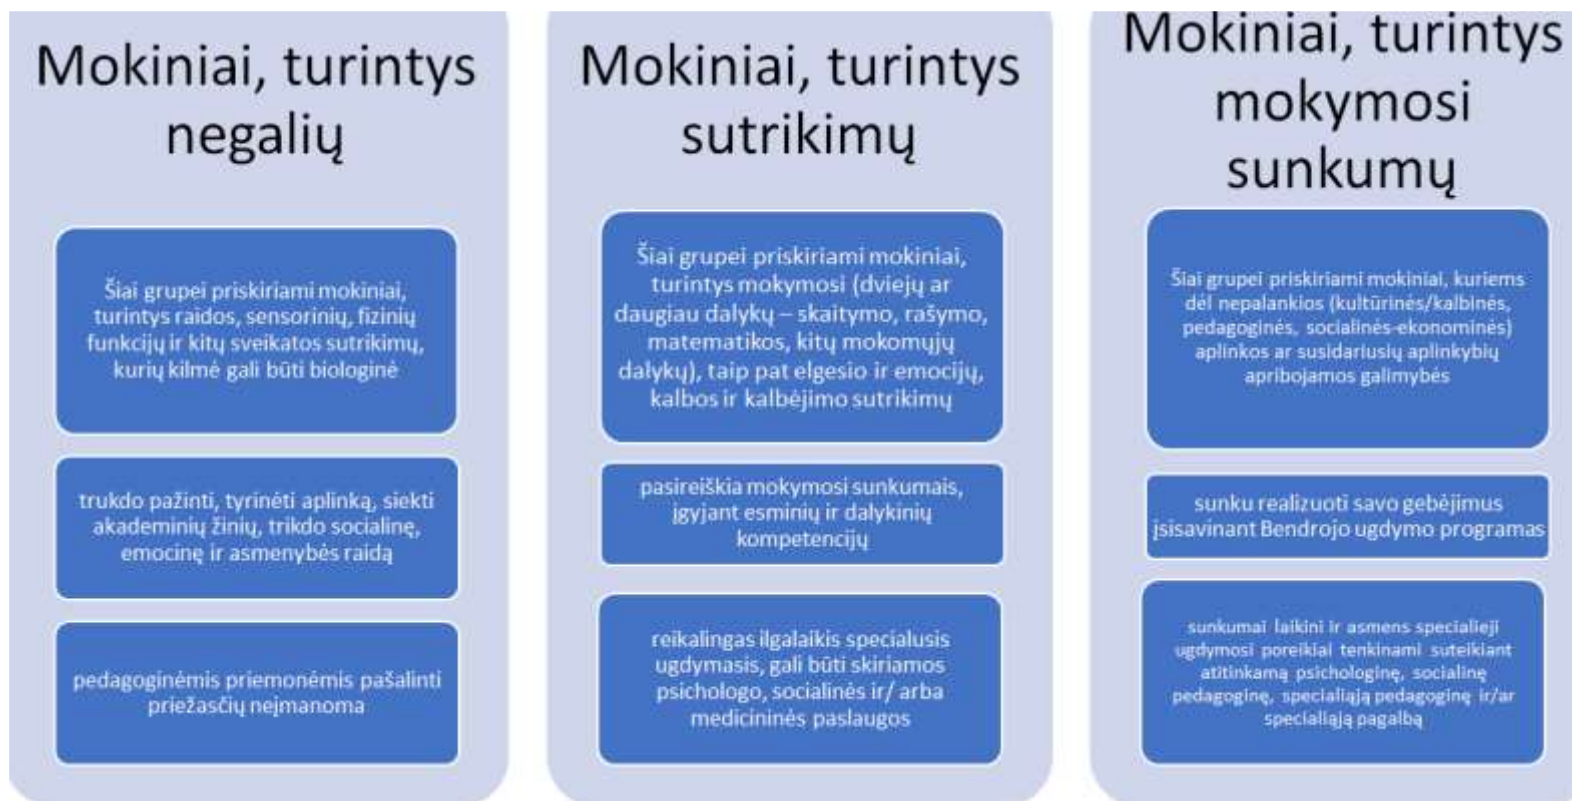 Mokiniai, turintys
negalių
Šiai grupei priskiriami mokiniai,
turintys raidos, sensorinių, fizinių
funkcijų ir kitų sveikatos sutrikimų,
kurių kilmė gali būti biologinė
trukdo pažinti, tyrinėti aplinką, siekti
akademinių žinių, trikdo socialinę,
emocinę ir asmenybės raidą
pedagoginėmis priemonėmis pašalinti
priežasčių neįmanoma
Mokiniai, turintys
sutrikimų
Šiai grupei priskiriami mokiniai,
turintys mokymosi (dviejų ar
daugiau dalykų – skaitymo, rašymo,
matematikos, kitų mokomųjų
dalykų), taip pat elgesio ir emocijų,
kalbos ir kalbėjimo sutrikimų
pasireiškia mokymosi sunkumais,
įgyjant esminių ir dalykinių
kompetencijų
reikalingas ilgalaikis specialusis
ugdymasis, gali būti skiriamos
psichologo, socialinės ir/ arba
medicininės paslaugos
Mokiniai, turintys
mokymosi
sunkumų
Šiai grupei priskiriami mokiniai, kuriems
dėl nepalankios (kultūrinės/kalbinės,
pedagoginės, socialinės-ekonominės)
aplinkos ar susidariusių aplinkybių
apribojamos galimybės
sunku realizuoti savo gebėjimus
įsisavinant Bendrojo ugdymo programas
sunkumai laikini ir asmens specialieji
ugdymosi poreikiai tenkinami suteikiant
atitinkamą psichologinę, socialinę
pedagoginę, specialiąją pedagoginę ir/ar
specialiąją pagalbą